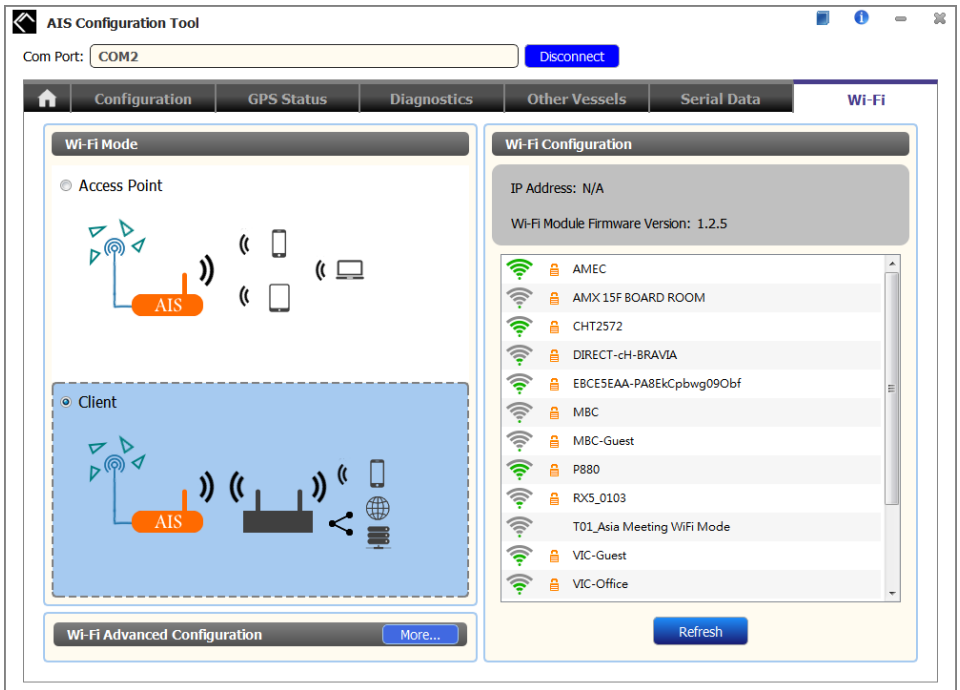 AIS Configuration Tool
Com Port: COM2 Disconnect
Configuration GPS Status Diagnostics Other Vessels Serial Data Wi-Fi
Wi-Fi Mode
Access Point
AIS
Client
AIS
Wi-Fi Advanced Configuration More...
Wi-Fi Configuration
IP Address: N/A
Wi-Fi Module Firmware Version: 1.2.5
AMEC
AMX 15F BOARD ROOM
CHT2572
DIRECT-cH-BRAVIA
EBCE5EAA-PA8EkCpbwg09Obf
MBC
MBC-Guest
P880
RX5_0103
T01_Asia Meeting WiFi Mode
VIC-Guest
VIC-Office
Refresh